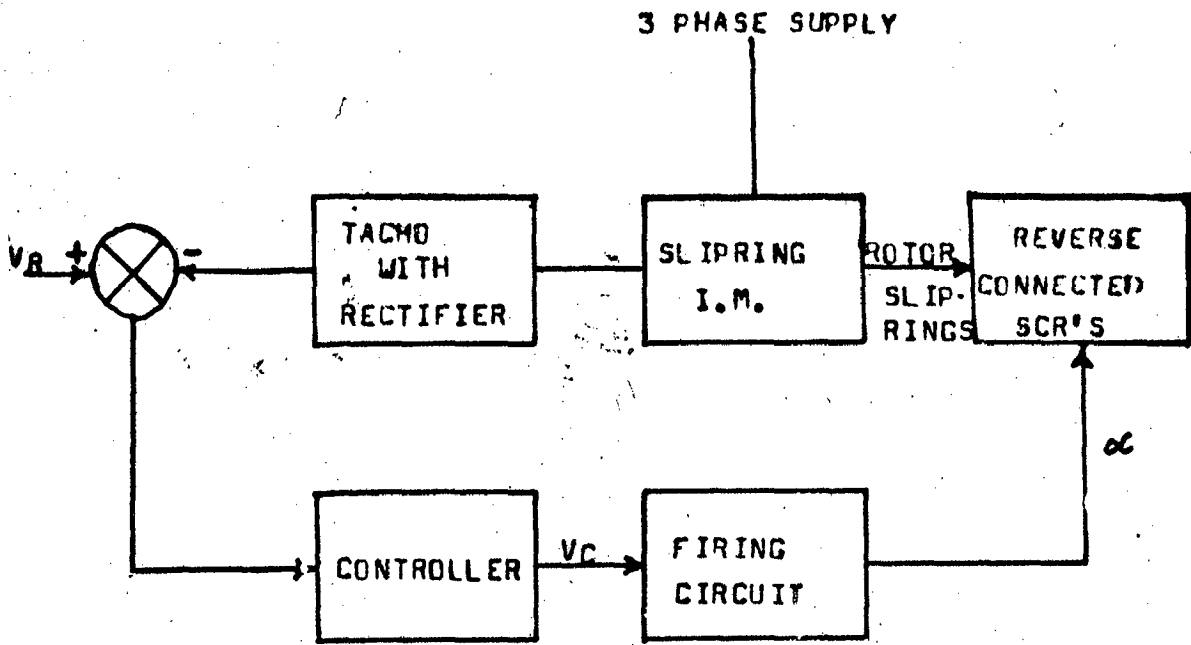 3 PHASE SUPPLY
TACHO
WITH
RECTIFIER
SLIPRING
I.M.
ROTOR
SLIP-
RINGS
REVERSE
CONNECTED
SCR'S
VR
+
-
α
CONTROLLER
VC
FIRING
CIRCUIT